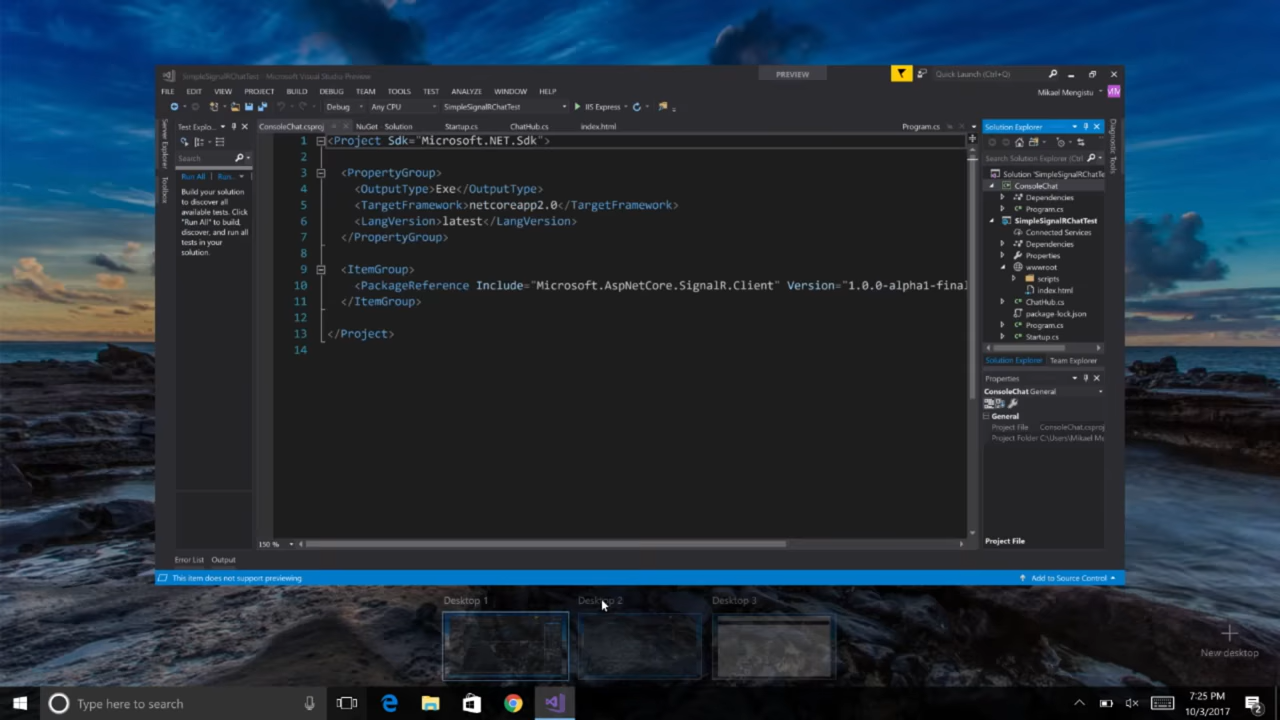 SimpleSignalRChatTest - Microsoft Visual Studio Preview
PREVIEW
Quick Launch (Ctrl+Q)
FILE EDIT VIEW PROJECT BUILD DEBUG TEAM TOOLS TEST ANALYZE WINDOW HELP
Mikael Mengistu
MM
Debug Any CPU SimpleSignalRChatTest IIS Express
Server Explorer
Toolbox
Test Explo...
Search
Run All | Run...
Build your solution
to discover all
available tests. Click
"Run All" to build,
discover, and run all
tests in your
solution.
ConsoleChat.csproj NuGet - Solution Startup.cs ChatHub.cs index.html Program.cs
1 <Project Sdk="Microsoft.NET.Sdk">
2
3 <PropertyGroup>
4 <OutputType>Exe</OutputType>
5 <TargetFramework>netcoreapp2.0</TargetFramework>
6 <LangVersion>latest</LangVersion>
7 </PropertyGroup>
8
9 <ItemGroup>
10 <PackageReference Include="Microsoft.AspNetCore.SignalR.Client" Version="1.0.0-alpha1-final
11 </ItemGroup>
12
13 </Project>
14
150 %
Solution Explorer
Search Solution Explorer (Ctrl
Solution 'SimpleSignalRChatTe
ConsoleChat
Dependencies
Program.cs
SimpleSignalRChatTest
Connected Services
Dependencies
Properties
wwwroot
scripts
index.html
ChatHub.cs
package-lock.json
Program.cs
Startup.cs
Solution Explorer Team Explorer
Properties
ConsoleChat General
General
Project File ConsoleChat.csproj
Project Folder C:\Users\Mikael Me
Project File
Diagnostic Tools
Error List Output
This item does not support previewing
Add to Source Control
Desktop 1
Desktop 2
Desktop 3
New desktop
Type here to search
7:25 PM
10/3/2017
2